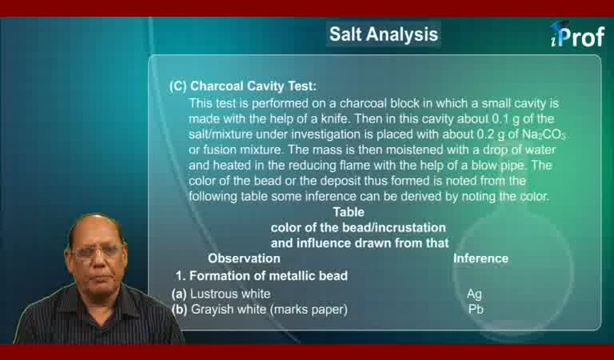 Salt Analysis
iProf
(C) Charcoal Cavity Test:
This test is performed on a charcoal block in which a small cavity is
made with the help of a knife. Then in this cavity about 0.1 g of the
salt/mixture under investigation is placed with about 0.2 g of Na₂CO₃
or fusion mixture. The mass is then moistened with a drop of water
and heated in the reducing flame with the help of a blow pipe. The
color of the bead or the deposit thus formed is noted from the
following table some inference can be derived by noting the color.
Table
color of the bead/incrustation
and influence drawn from that
Observation Inference
1. Formation of metallic bead
(a) Lustrous white Ag
(b) Grayish white (marks paper) Pb